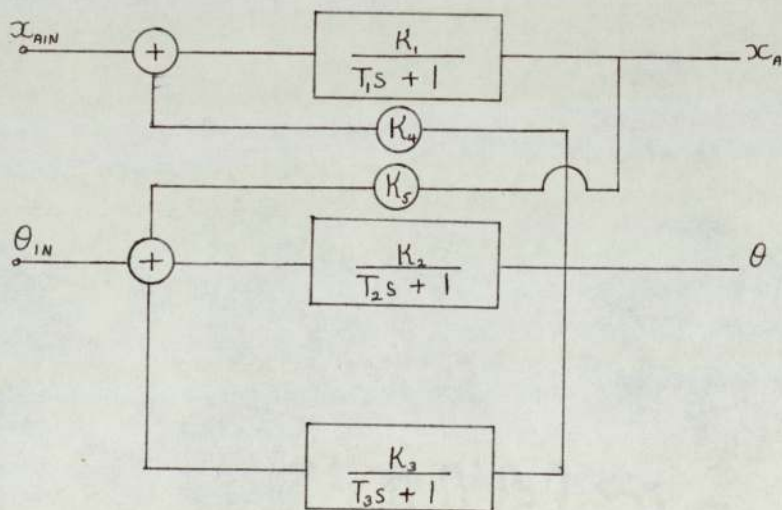 x_AIN
+
K₁
T₁s + 1
x_A
K₄
K₅
θ_IN
+
K₂
T₂s + 1
θ
K₃
T₃s + 1